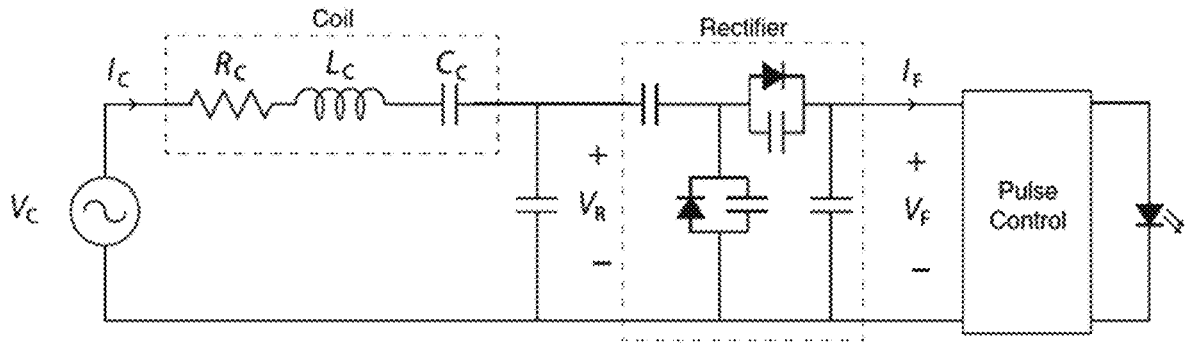 Coil
Rectifier
I_C
R_C
L_C
C_C
I_F
V_C
+
V_R
−
+
V_F
−
Pulse
Control